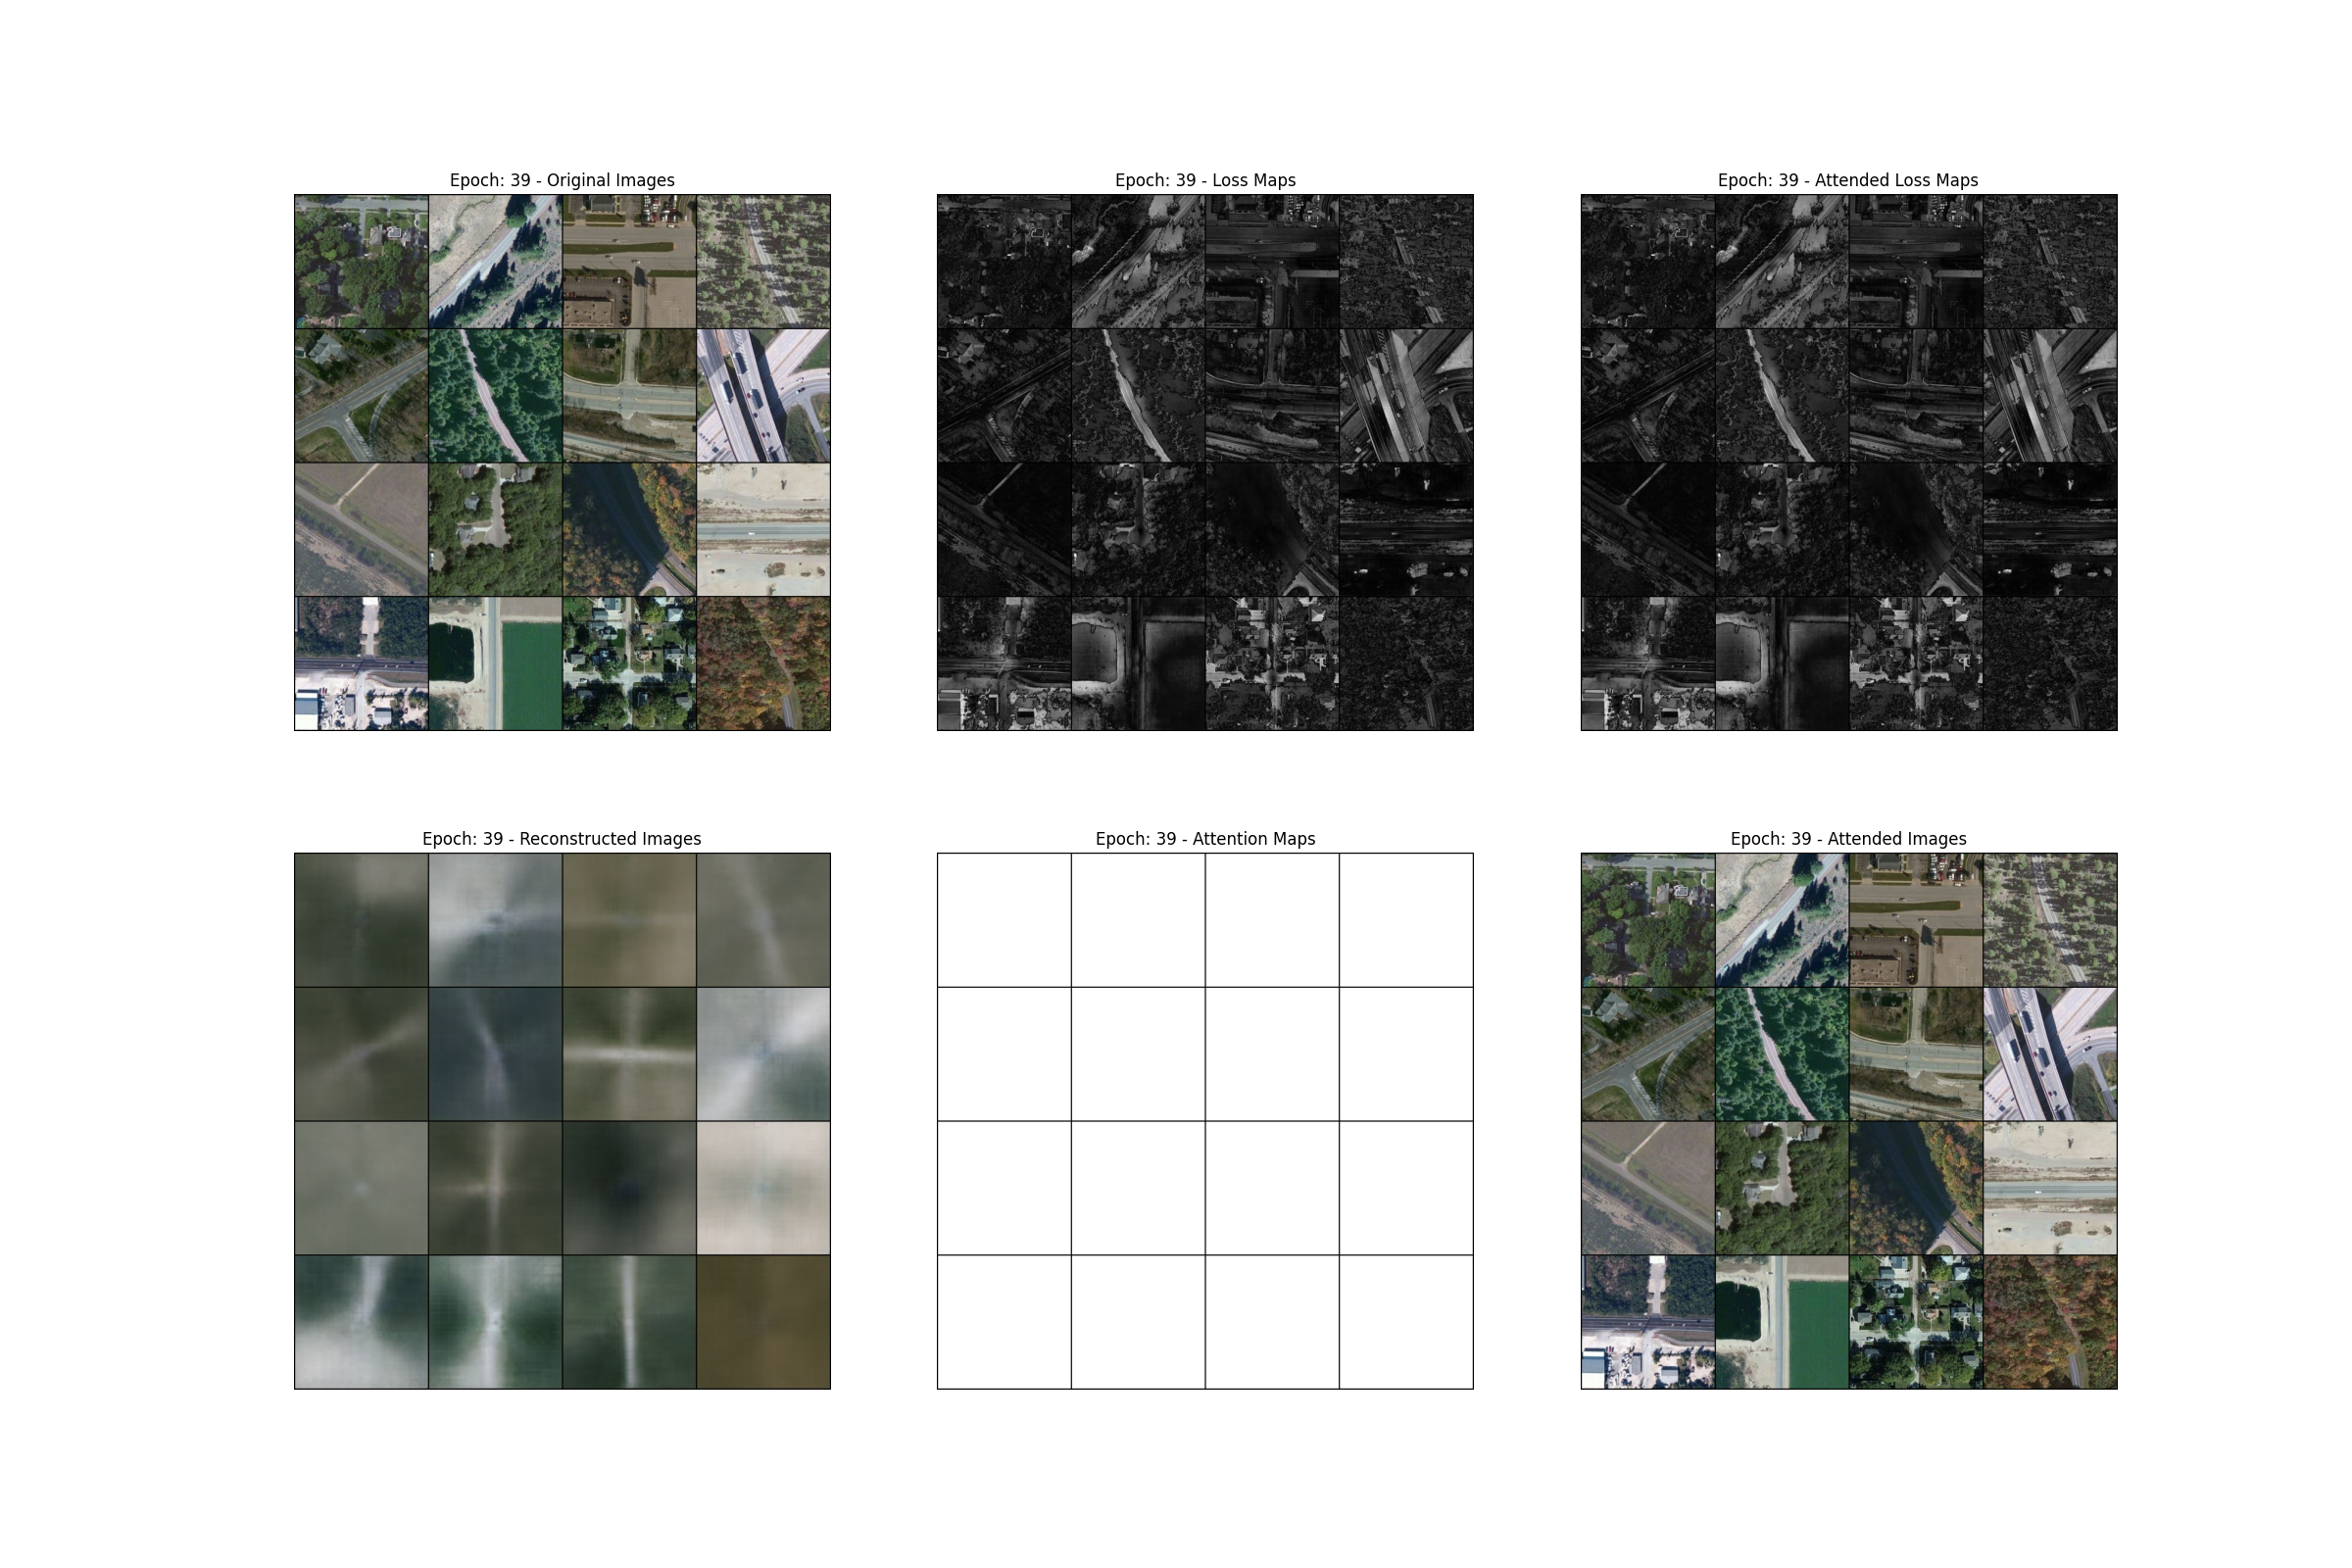 Epoch: 39 - Original Images
Epoch: 39 - Loss Maps
Epoch: 39 - Attended Loss Maps
Epoch: 39 - Reconstructed Images
Epoch: 39 - Attention Maps
Epoch: 39 - Attended Images